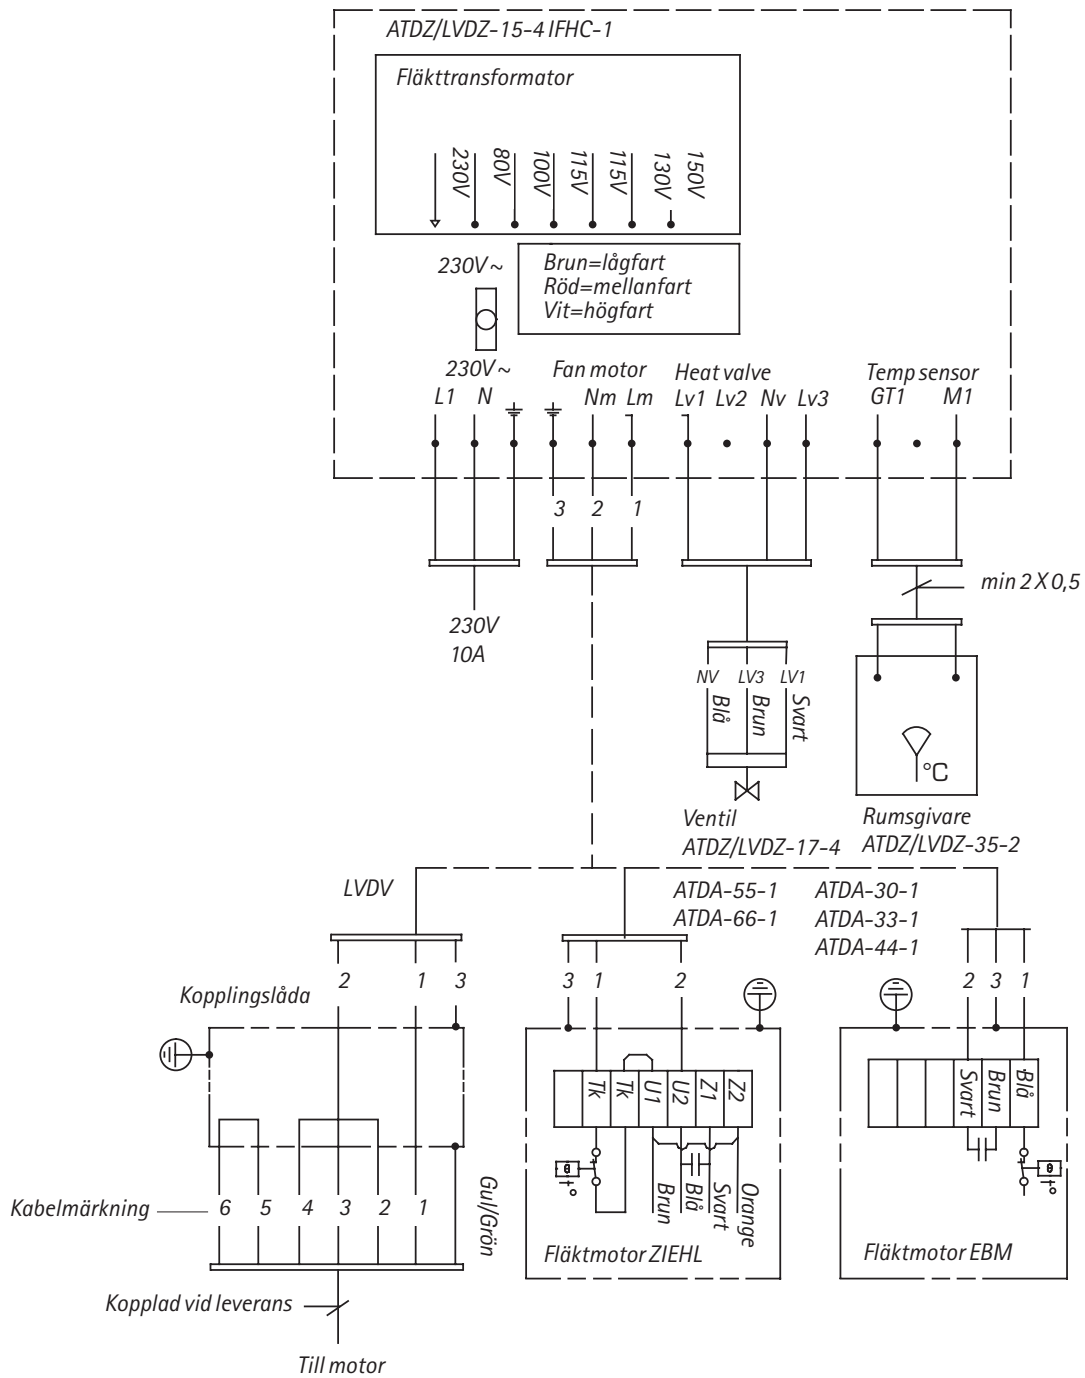 ATDZ/LVDZ-15-4 IFHC-1
Fläkttransformator
230V
80V
100V
115V
115V
130V
150V
230V~
Brun=lågfart
Röd=mellanfart
Vit=högfart
230V~
Fan motor
Heat valve
Temp sensor
L1 N
Nm Lm
Lv1 Lv2 Nv Lv3
GT1 M1
3 2 1
230V
10A
min 2 X 0,5
NV LV3 LV1
Blå
Brun
Svart
°C
Ventil
ATDZ/LVDZ-17-4
Rumsgivare
ATDZ/LVDZ-35-2
LVDV
ATDA-55-1
ATDA-66-1
ATDA-30-1
ATDA-33-1
ATDA-44-1
2 1 3
3 1 2
2 3 1
Kopplingslåda
Tk
Tk
U1
U2
Z1
Z2
Svart
Brun
Blå
θ
t°
θ
t°
Brun
Blå
Svart
Orange
Kabelmärkning
6 5 4 3 2 1
Gul/Grön
Fläktmotor ZIEHL
Fläktmotor EBM
Kopplad vid leverans
Till motor